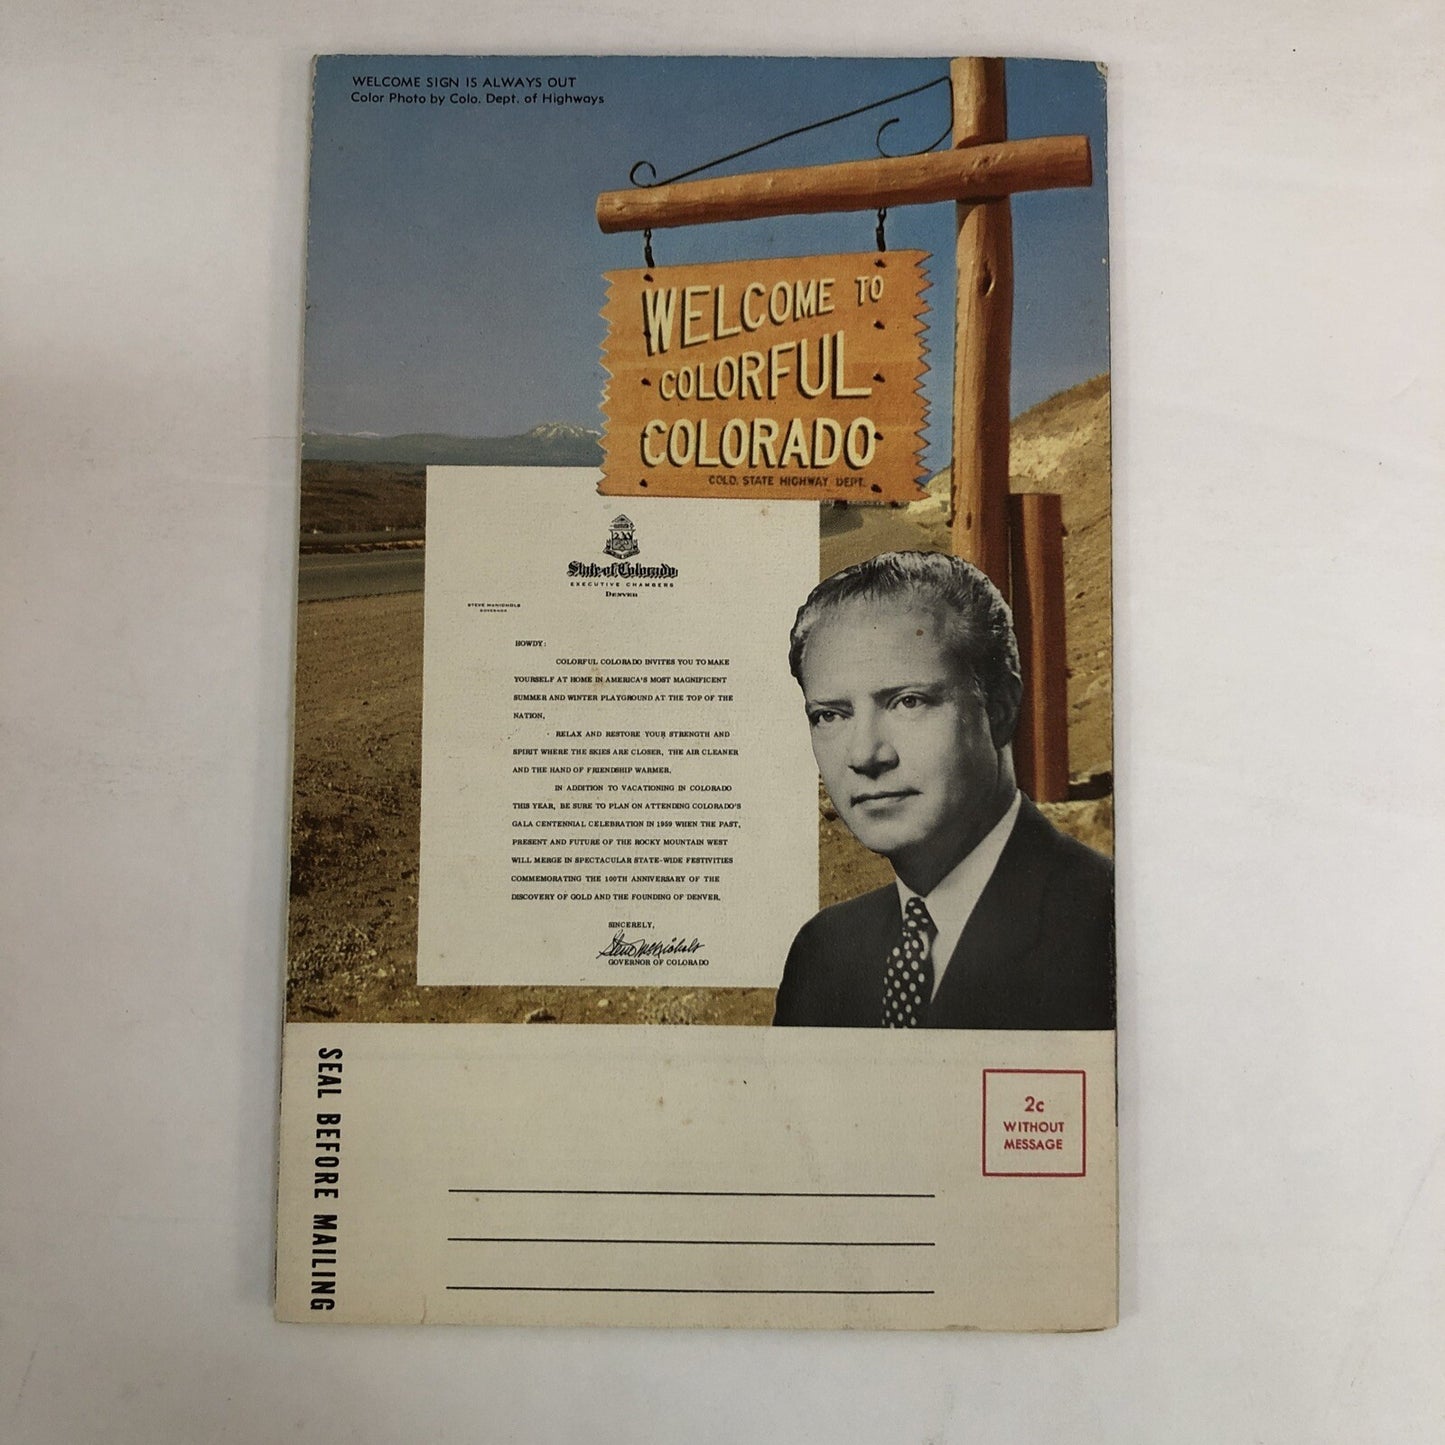 WELCOME SIGN IS ALWAYS OUT
Color Photo by Colo. Dept. of Highways
WELCOME TO
COLORFUL
COLORADO
COLO. STATE HIGHWAY DEPT.
State of Colorado
EXECUTIVE CHAMBERS
DENVER
STEVE McNICHOLS
GOVERNOR
HOWDY:
COLORFUL COLORADO INVITES YOU TO MAKE
YOURSELF AT HOME IN AMERICA'S MOST MAGNIFICENT
SUMMER AND WINTER PLAYGROUND AT THE TOP OF THE
NATION.
RELAX AND RESTORE YOUR STRENGTH AND
SPIRIT WHERE THE SKIES ARE CLOSER, THE AIR CLEANER
AND THE HAND OF FRIENDSHIP WARMER.
IN ADDITION TO VACATIONING IN COLORADO
THIS YEAR, BE SURE TO PLAN ON ATTENDING COLORADO'S
GALA CENTENNIAL CELEBRATION IN 1959 WHEN THE PAST,
PRESENT AND FUTURE OF THE ROCKY MOUNTAIN WEST
WILL MERGE IN SPECTACULAR STATE-WIDE FESTIVITIES
COMMEMORATING THE 100TH ANNIVERSARY OF THE
DISCOVERY OF GOLD AND THE FOUNDING OF DENVER.
SINCERELY,
Steve McNichols
GOVERNOR OF COLORADO
SEAL BEFORE MAILING
2c
WITHOUT
MESSAGE